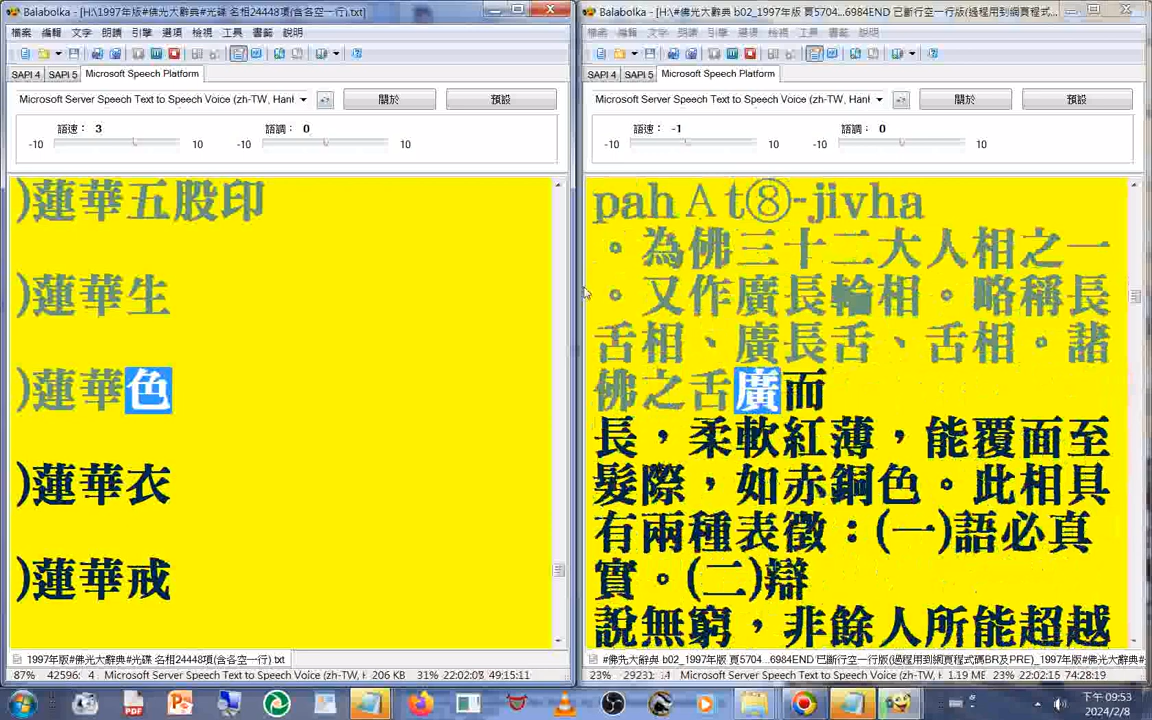 Balabolka - [H:\1997年版#佛光大辭典#光碟 名相24448項(含各空一行).txt]
檔案 編輯 文字 朗讀 引擎 選項 檢視 工具 書籤 說明
SAPI 4 SAPI 5 Microsoft Speech Platform
Microsoft Server Speech Text to Speech Voice (zh-TW, Hanl
關於 預設
語速： 3 語調： 0
-10 10 -10 10
)蓮華五股印
)蓮華生
)蓮華色
)蓮華衣
)蓮華戒
1997年版#佛光大辭典#光碟 名相24448項(含各空一行).txt
87% 42596: 4 Microsoft Server Speech Text to Speech Voice (zh-TW, Hanl 206 KB 31% 22:02:03 49:15:11
Balabolka - [H:\#佛光大辭典 b02_1997年版 頁5704...6984END 已斷行空一行版(過程用到網頁程式...
檔案 編輯 文字 朗讀 引擎 選項 檢視 工具 書籤 說明
SAPI 4 SAPI 5 Microsoft Speech Platform
Microsoft Server Speech Text to Speech Voice (zh-TW, Hanl
關於 預設
語速： -1 語調： 0
-10 10 -10 10
pahＡt⑧-jivha
。為佛三十二大人相之一
。又作廣長輪相。略稱長
舌相、廣長舌、舌相。諸
佛之舌廣而
長，柔軟紅薄，能覆面至
髮際，如赤銅色。此相具
有兩種表徵：(一)語必真
實。(二)辯
說無窮，非餘人所能超越
#佛光大辭典 b02_1997年版 頁5704...6984END 已斷行空一行版(過程用到網頁程式碼BR及PRE)_1997年版#佛光大辭典#
23% 29231: Microsoft Server Speech Text to Speech Voice (zh-TW, Hanl 1.19 MB 23% 22:02:15 74:28:19
下午 09:53
2024/2/8